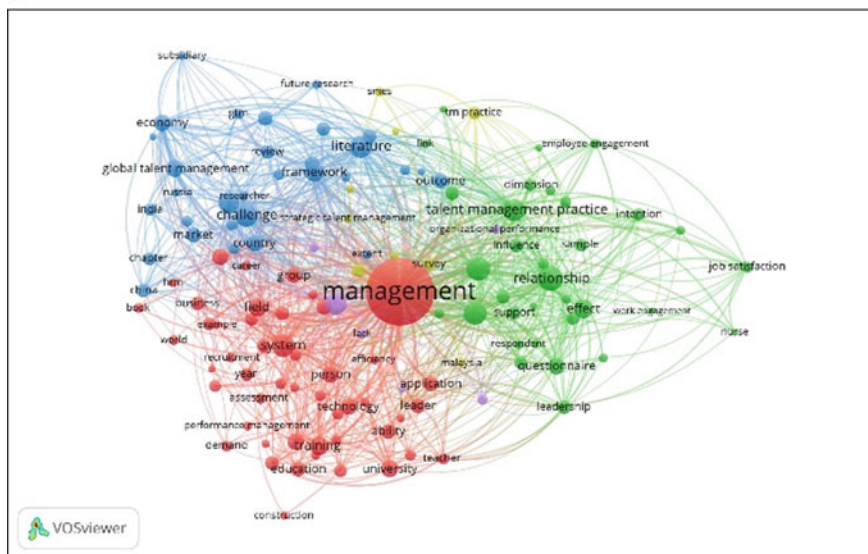 subsidiary
future research
smes
economy
gtm
tm practice
literature
link
employee engagement
review
global talent management
framework
outcome
dimension
russia
researcher
india
challenge
strategic talent management
talent management practice
intention
market
organizational performance
country
influence
sample
chapter
extent
survey
career
job satisfaction
china
firm
group
management
relationship
book
business
field
support
effect
work engagement
example
lack
nurse
world
system
respondent
recruitment
efficiency
malaysia
questionnaire
year
person
application
assessment
technology
leader
leadership
performance management
ability
demand
training
education
university
teacher
construction
VOSviewer